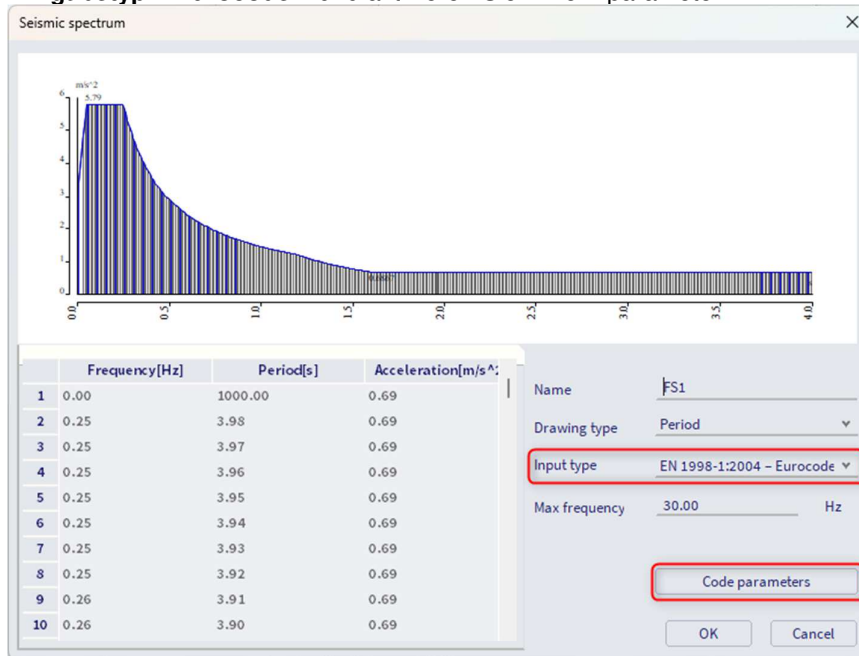 Seismic spectrum
m/s^2
6
5.79
5
4
3
2
1
0
0.0 0.5 1.0 1.5 2.0 2.5 3.0 3.5 4.0
Frequency[Hz] Period[s] Acceleration[m/s^2
1 0.00 1000.00 0.69
2 0.25 3.98 0.69
3 0.25 3.97 0.69
4 0.25 3.96 0.69
5 0.25 3.95 0.69
6 0.25 3.94 0.69
7 0.25 3.93 0.69
8 0.25 3.92 0.69
9 0.26 3.91 0.69
10 0.26 3.90 0.69
Name FS1
Drawing type Period
Input type EN 1998-1:2004 – Eurocode
Max frequency 30.00 Hz
Code parameters
OK Cancel